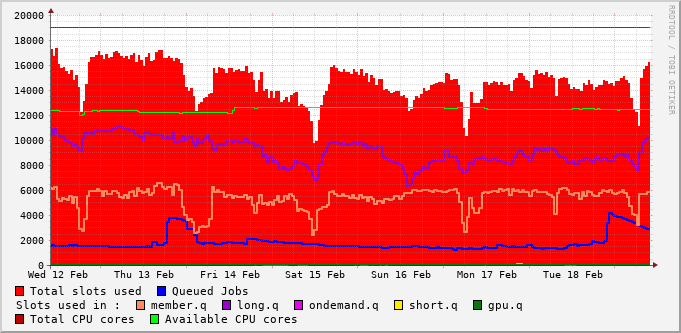 20000
18000
16000
14000
12000
10000
8000
6000
4000
2000
0
Wed 12 Feb Thu 13 Feb Fri 14 Feb Sat 15 Feb Sun 16 Feb Mon 17 Feb Tue 18 Feb
Total slots used Queued Jobs
Slots used in : member.q long.q ondemand.q short.q gpu.q
Total CPU cores Available CPU cores
RRDTOOL / TOBI OETIKER